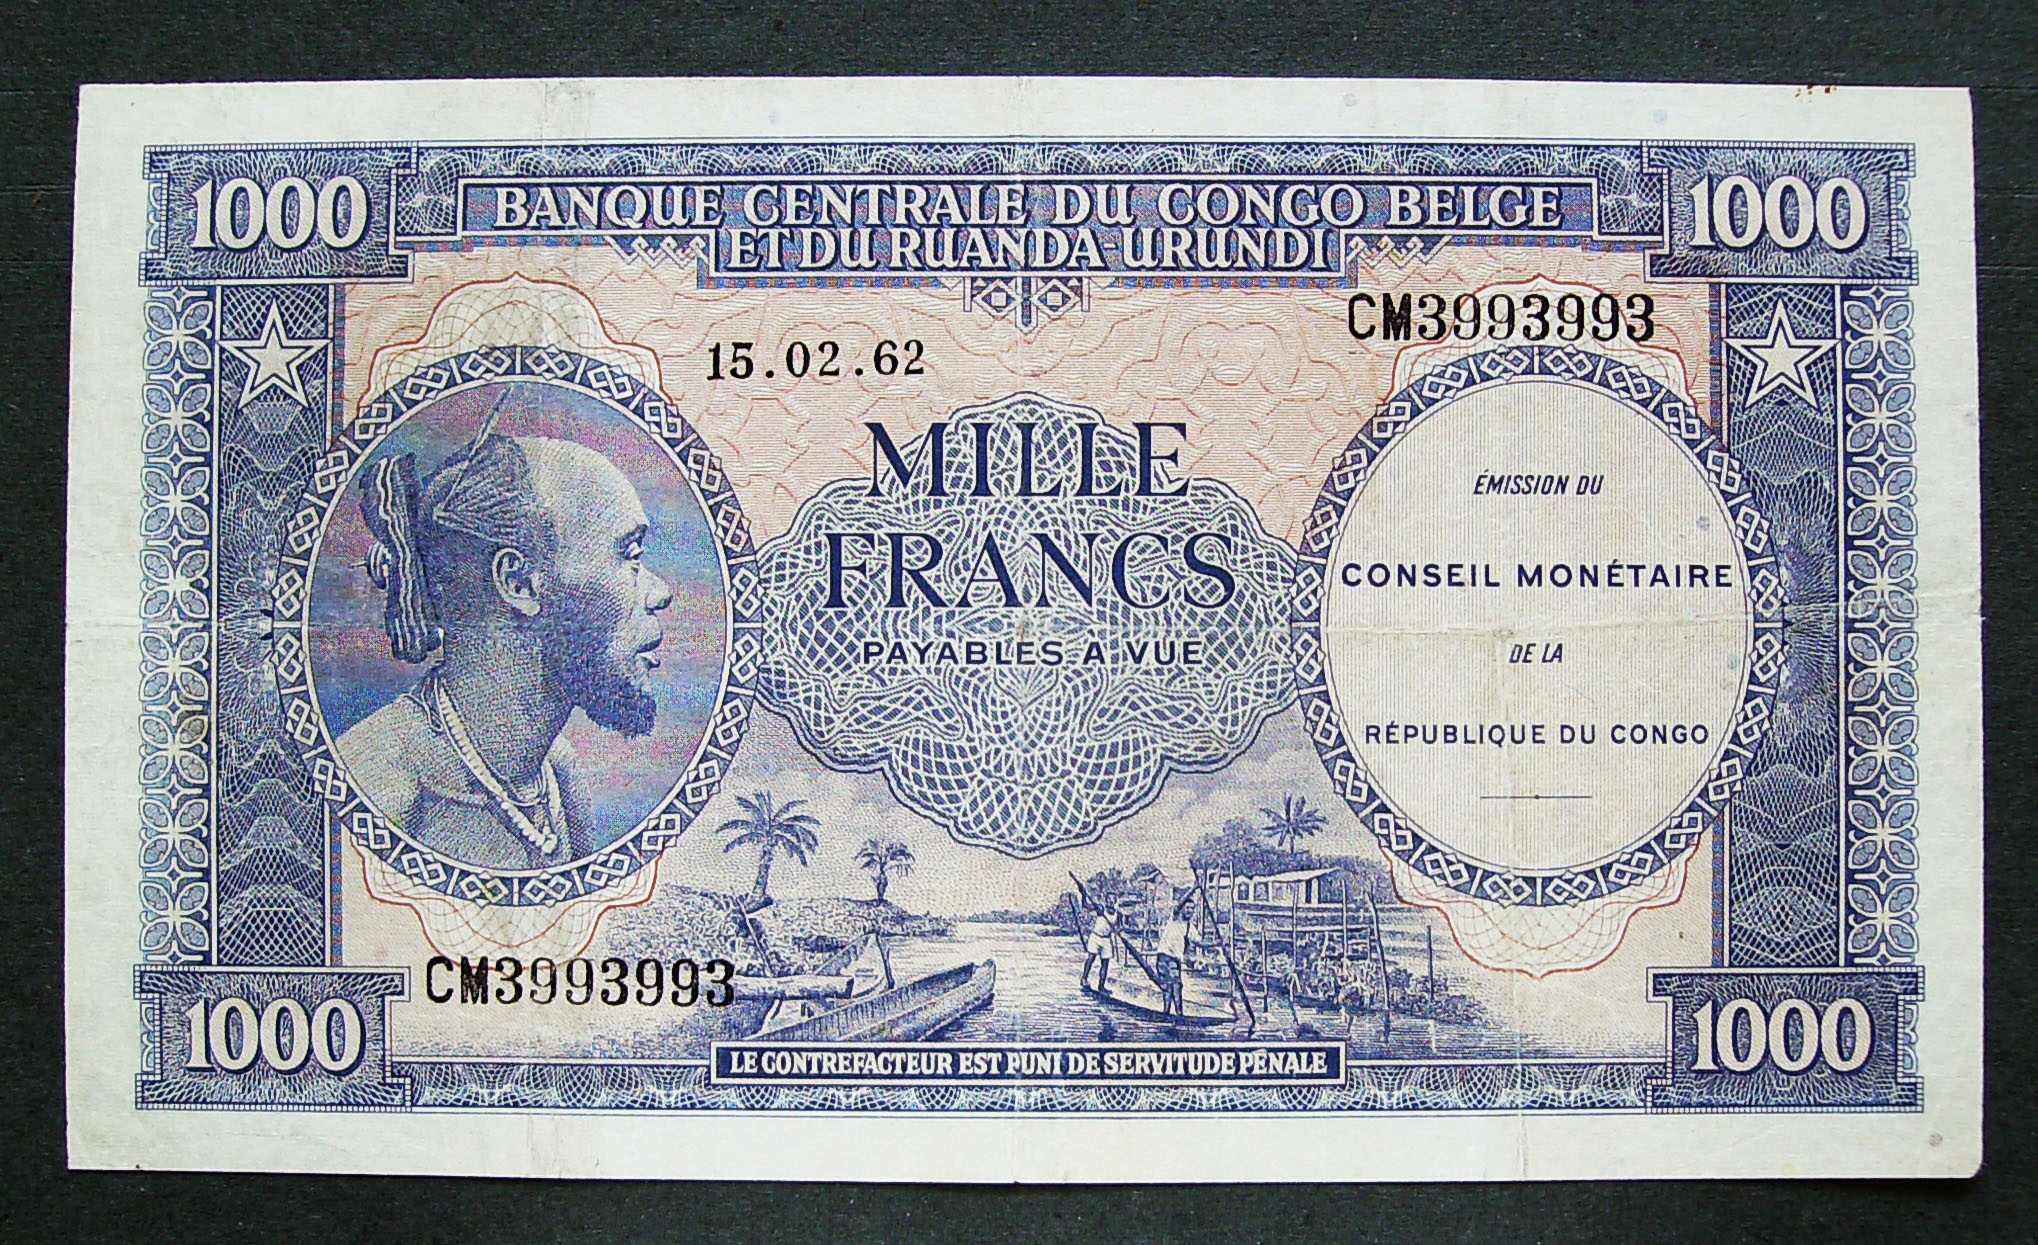 1000 BANQUE CENTRALE DU CONGO BELGE 1000
ET DU RUANDA-URUNDI
CM3993993
15.02.62
MILLE
FRANCS
PAYABLES A VUE
ÉMISSION DU
CONSEIL MONÉTAIRE
DE LA
RÉPUBLIQUE DU CONGO
CM3993993
1000 1000
LE CONTREFACTEUR EST PUNI DE SERVITUDE PÉNALE